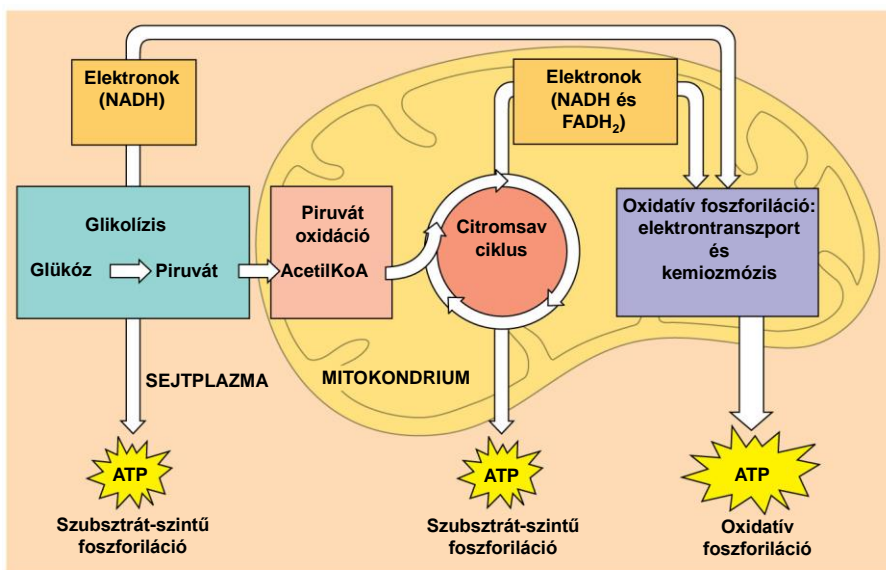 Elektronok
(NADH)
Elektronok
(NADH és
FADH₂)
Glikolízis
Glükóz
Piruvát
Piruvát
oxidáció
AcetilKoA
Citromsav
ciklus
Oxidatív foszforiláció:
elektrontranszport
és
kemiozmózis
SEJTPLAZMA
MITOKONDRIUM
ATP
ATP
ATP
Szubsztrát-szintű
foszforiláció
Szubsztrát-szintű
foszforiláció
Oxidatív
foszforiláció